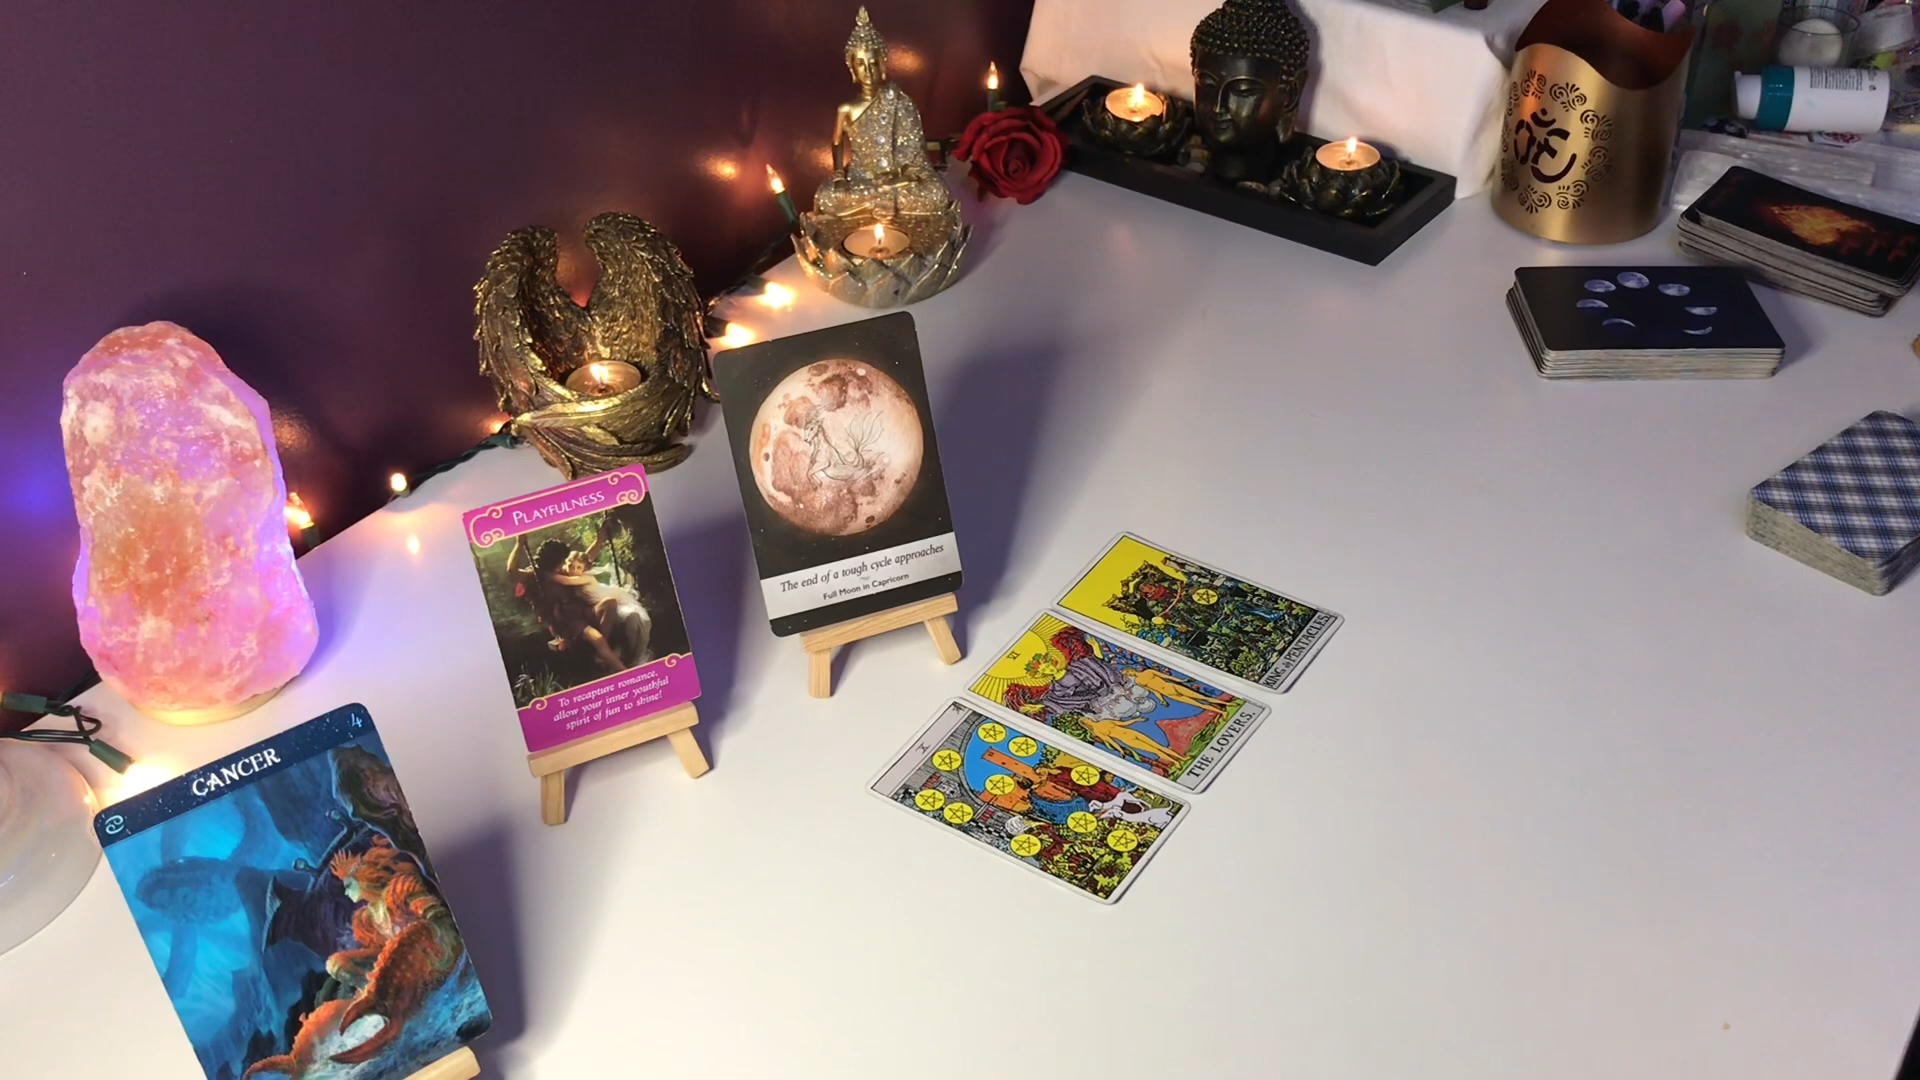 CANCER
4
PLAYFULNESS
To recapture romance,
allow your inner youthful
spirit of fun to shine!
The end of a tough cycle approaches
Full Moon in Capricorn
KING of PENTACLES
VI
THE LOVERS.
X